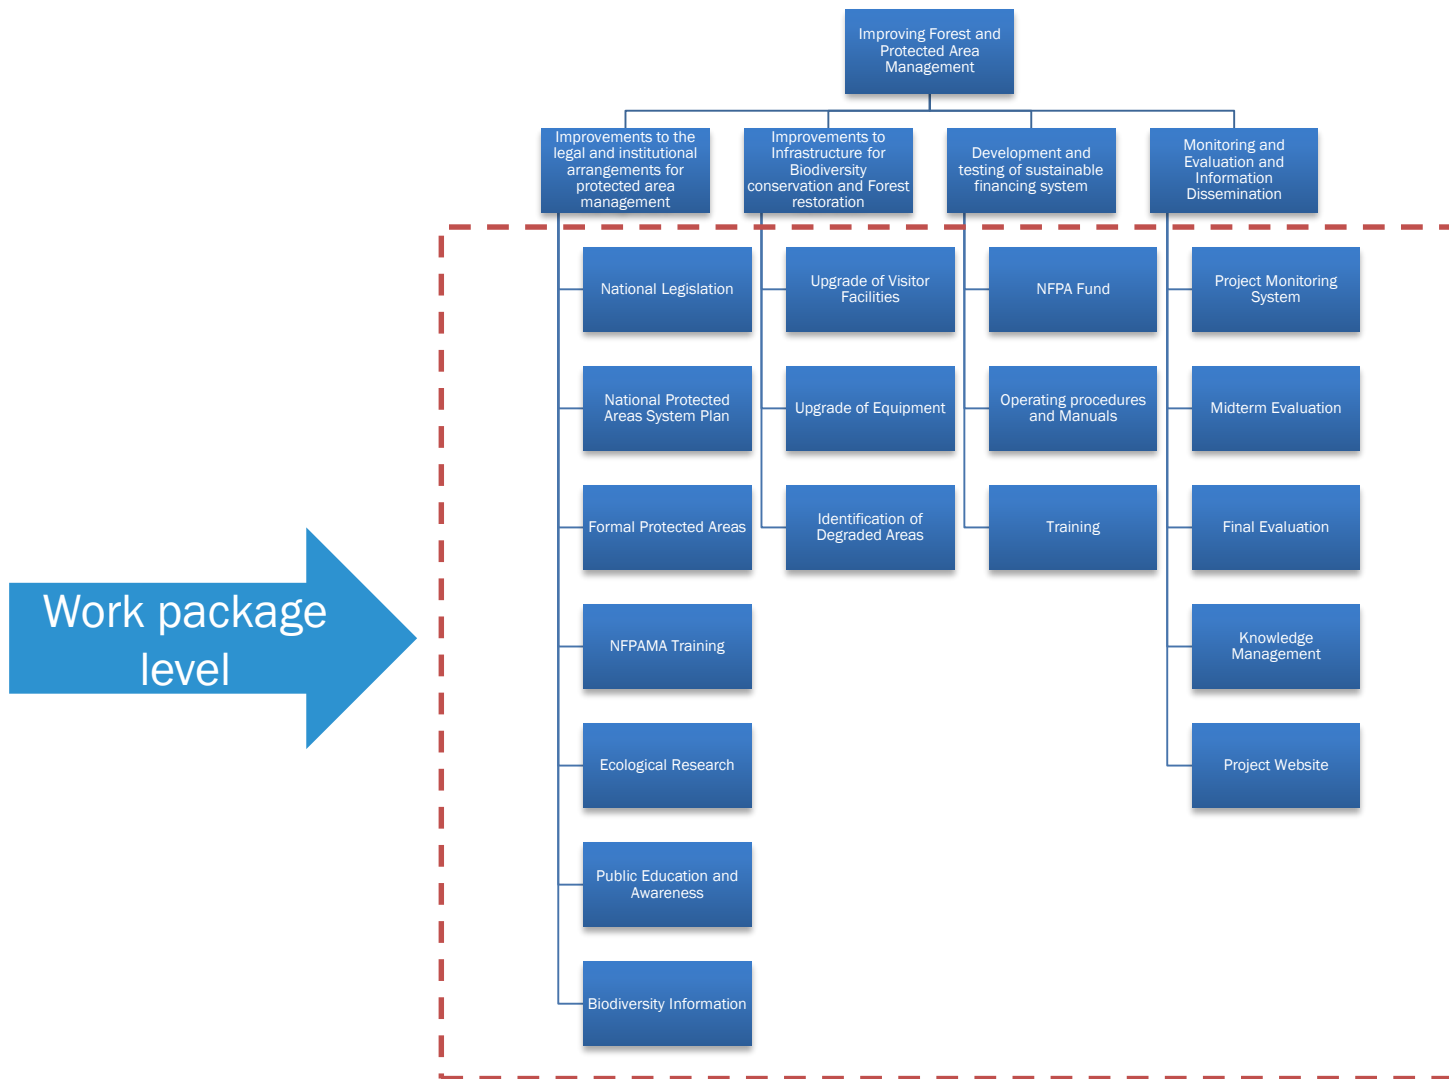 Improving Forest and
Protected Area
Management
Improvements to the
legal and institutional
arrangements for
protected area
management
Improvements to
Infrastructure for
Biodiversity
conservation and Forest
restoration
Development and
testing of sustainable
financing system
Monitoring and
Evaluation and
Information
Dissemination
National Legislation
National Protected
Areas System Plan
Formal Protected Areas
NFPAMA Training
Ecological Research
Public Education and
Awareness
Biodiversity Information
Upgrade of Visitor
Facilities
Upgrade of Equipment
Identification of
Degraded Areas
NFPA Fund
Operating procedures
and Manuals
Training
Project Monitoring
System
Midterm Evaluation
Final Evaluation
Knowledge
Management
Project Website
Work package
level